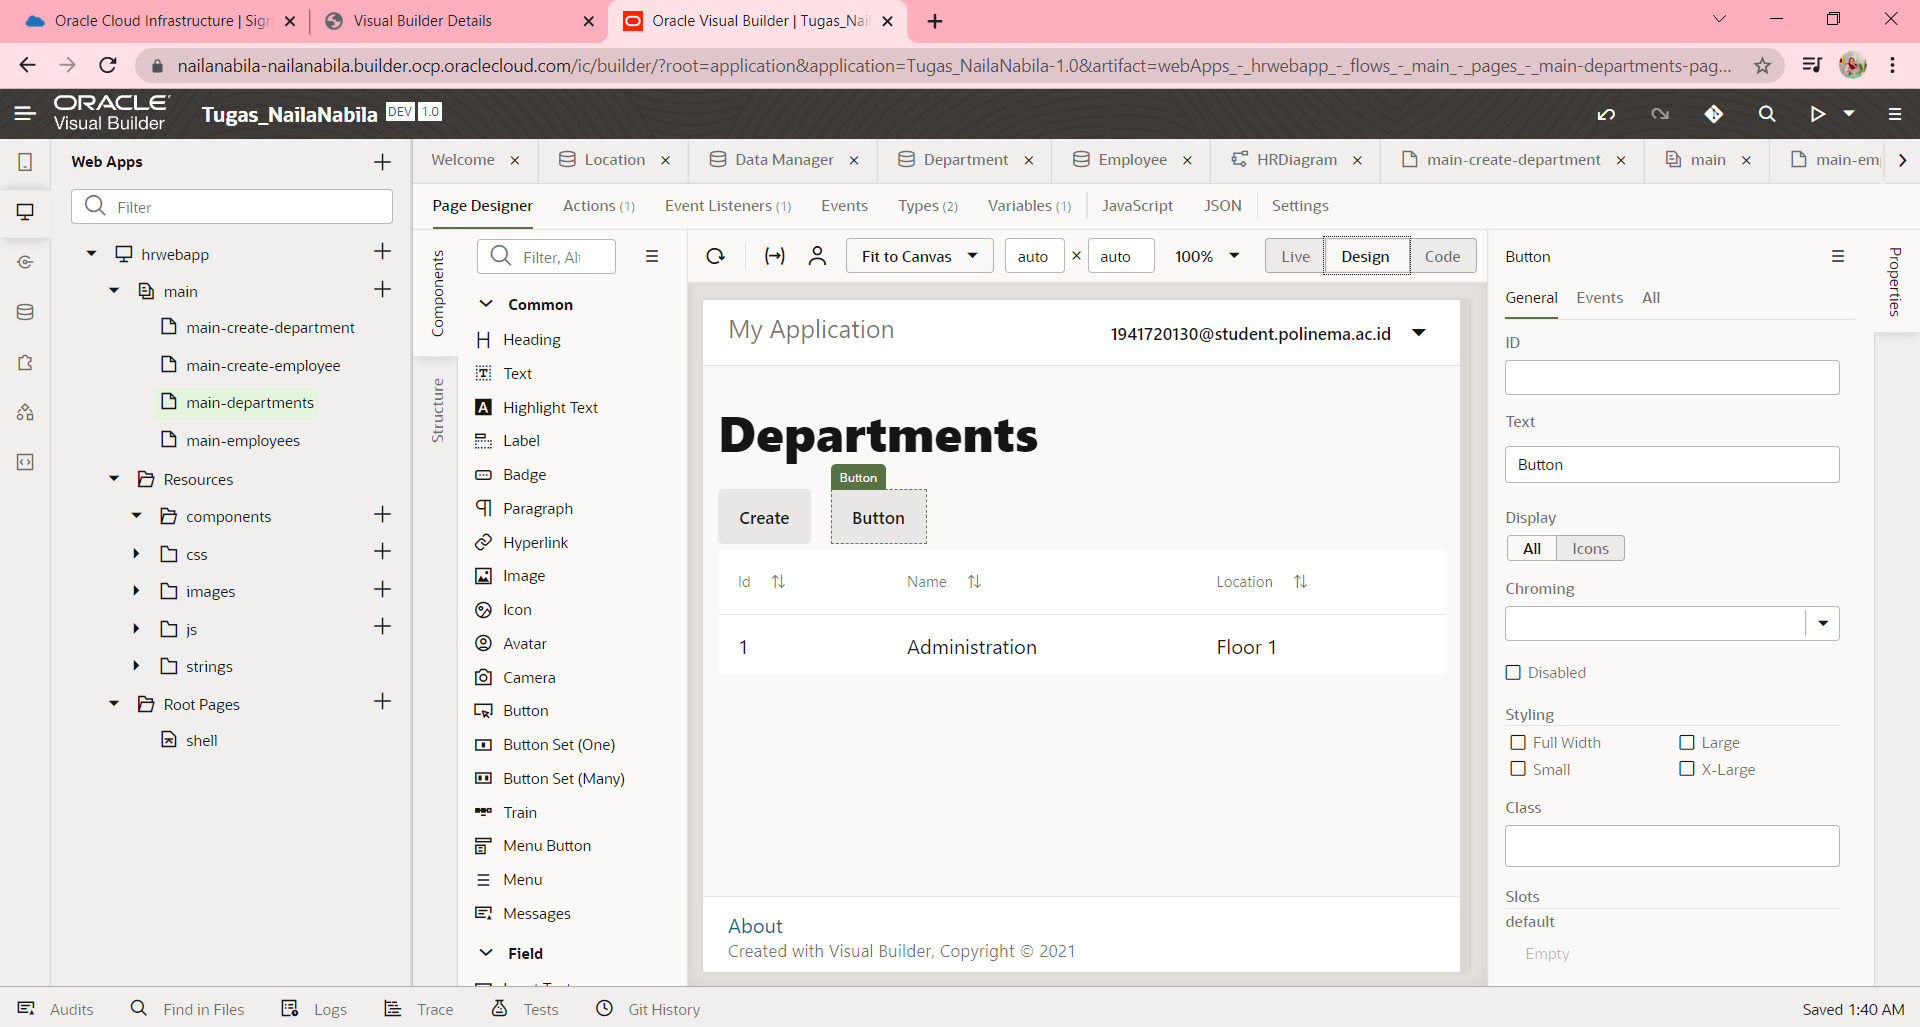 Oracle Cloud Infrastructure | Sign
Visual Builder Details
Oracle Visual Builder | Tugas_Nail
nailanabila-nailanabila.builder.ocp.oraclecloud.com/ic/builder/?root=application&application=Tugas_NailaNabila-1.0&artifact=webApps_-_hrwebapp_-_flows_-_main_-_pages_-_main-departments-pag...
ORACLE
Visual Builder
Tugas_NailaNabila DEV 1.0
Web Apps
Filter
hrwebapp
main
main-create-department
main-create-employee
main-departments
main-employees
Resources
components
css
images
js
strings
Root Pages
shell
Welcome
Location
Data Manager
Department
Employee
HRDiagram
main-create-department
main
main-em
Page Designer
Actions (1)
Event Listeners (1)
Events
Types (2)
Variables (1)
JavaScript
JSON
Settings
Components
Structure
Filter, Al
Common
Heading
Text
Highlight Text
Label
Badge
Paragraph
Hyperlink
Image
Icon
Avatar
Camera
Button
Button Set (One)
Button Set (Many)
Train
Menu Button
Menu
Messages
Field
Fit to Canvas
auto × auto
100%
Live
Design
Code
My Application
1941720130@student.polinema.ac.id
Departments
Button
Create
Button
Id Name Location
1 Administration Floor 1
About
Created with Visual Builder, Copyright © 2021
Button
Properties
General
Events
All
ID
Text
Button
Display
All
Icons
Chroming
Disabled
Styling
Full Width
Large
Small
X-Large
Class
Slots
default
Empty
Audits
Find in Files
Logs
Trace
Tests
Git History
Saved 1:40 AM